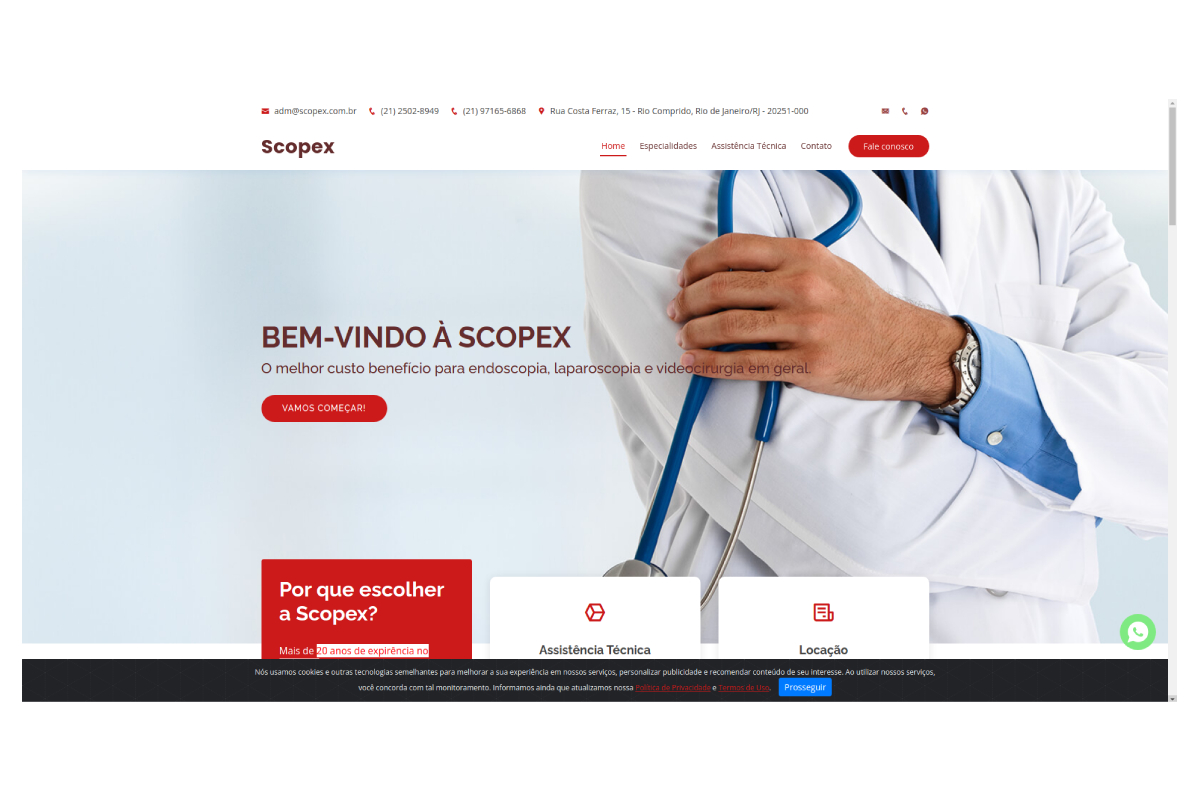 adm@scopex.com.br (21) 2502-8949 (21) 97165-6868 Rua Costa Ferraz, 15 - Rio Comprido, Rio de Janeiro/RJ - 20251-000
Scopex Home Especialidades Assistência Técnica Contato Fale conosco
BEM-VINDO À SCOPEX
O melhor custo benefício para endoscopia, laparoscopia e videocirurgia em geral.
VAMOS COMEÇAR!
Por que escolher
a Scopex?
Mais de 20 anos de expirência no
Assistência Técnica
Locação
Nós usamos cookies e outras tecnologias semelhantes para melhorar a sua experiência em nossos serviços, personalizar publicidade e recomendar conteúdo de seu interesse. Ao utilizar nossos serviços,
você concorda com tal monitoramento. Informamos ainda que atualizamos nossa Política de Privacidade e Termos de Uso. Prosseguir